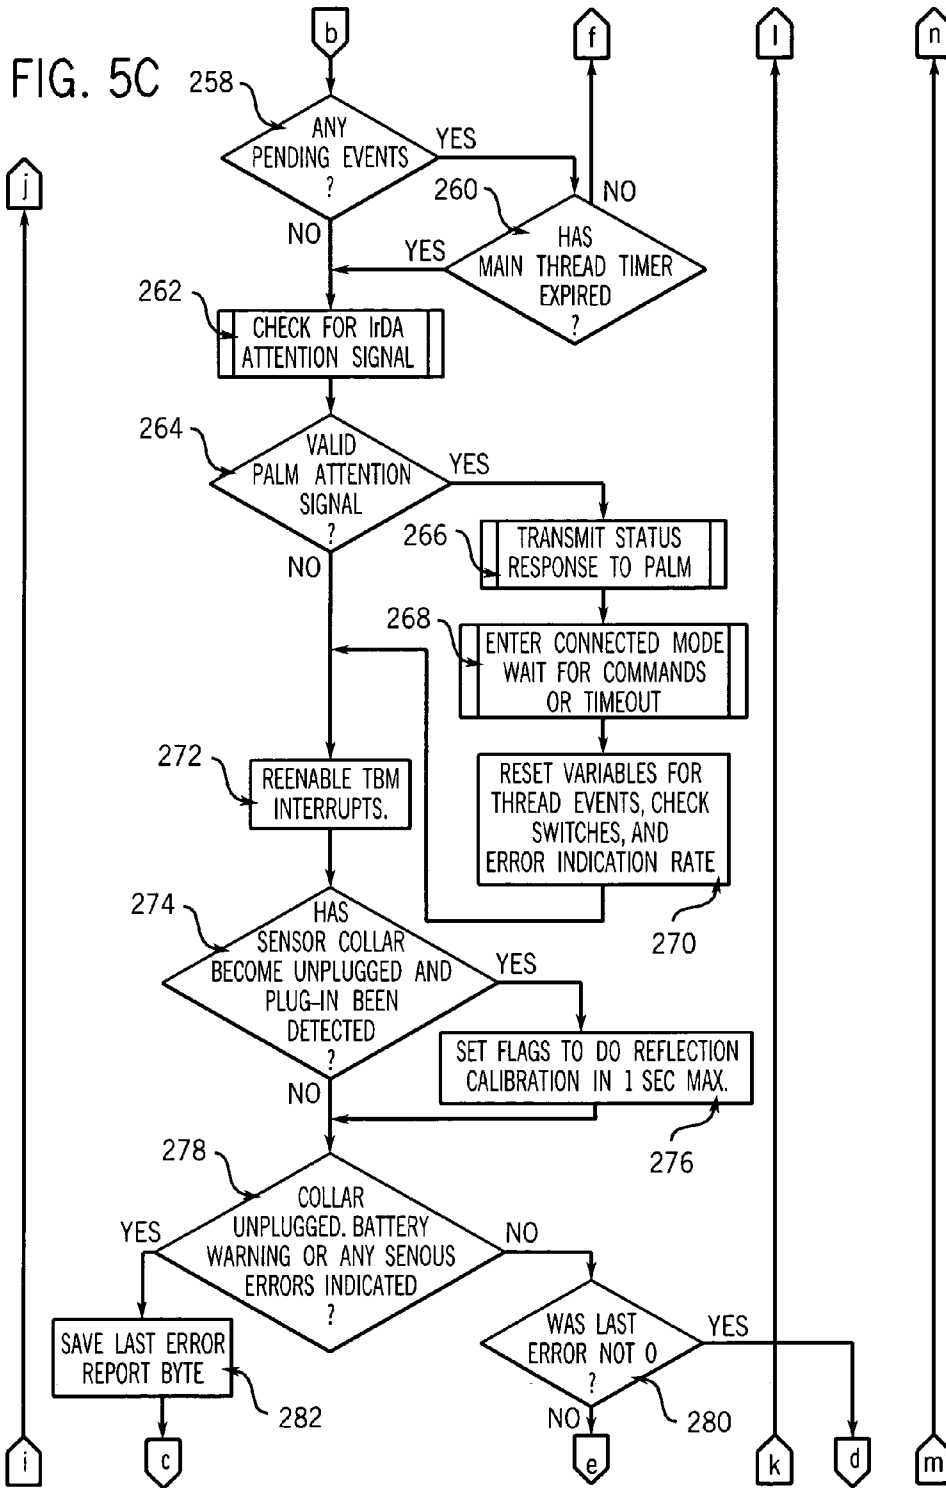 b
f
l
n
FIG. 5C
258
ANY
PENDING EVENTS
?
YES
NO
j
260
NO
YES
HAS
MAIN THREAD TIMER
EXPIRED
?
262
CHECK FOR IrDA
ATTENTION SIGNAL
264
VALID
PALM ATTENTION
SIGNAL
?
YES
NO
266
TRANSMIT STATUS
RESPONSE TO PALM
268
ENTER CONNECTED MODE
WAIT FOR COMMANDS
OR TIMEOUT
272
REENABLE TBM
INTERRUPTS.
RESET VARIABLES FOR
THREAD EVENTS, CHECK
SWITCHES, AND
ERROR INDICATION RATE
270
274
HAS
SENSOR COLLAR
BECOME UNPLUGGED AND
PLUG-IN BEEN
DETECTED
?
YES
NO
SET FLAGS TO DO REFLECTION
CALIBRATION IN 1 SEC MAX.
276
278
COLLAR
UNPLUGGED. BATTERY
WARNING OR ANY SENOUS
ERRORS INDICATED
?
YES
NO
SAVE LAST ERROR
REPORT BYTE
282
WAS LAST
ERROR NOT 0
?
YES
NO
280
i
c
e
k
d
m